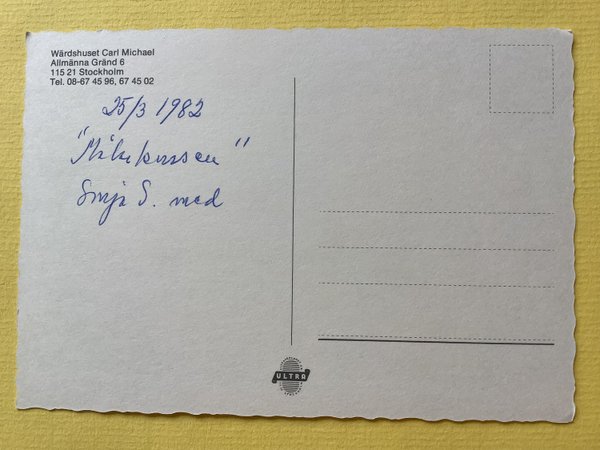 Wärdshuset Carl Michael
Allmänna Gränd 6
115 21 Stockholm
Tel. 08-67 45 96, 67 45 02
25/3 1982
S. med
ULTRA